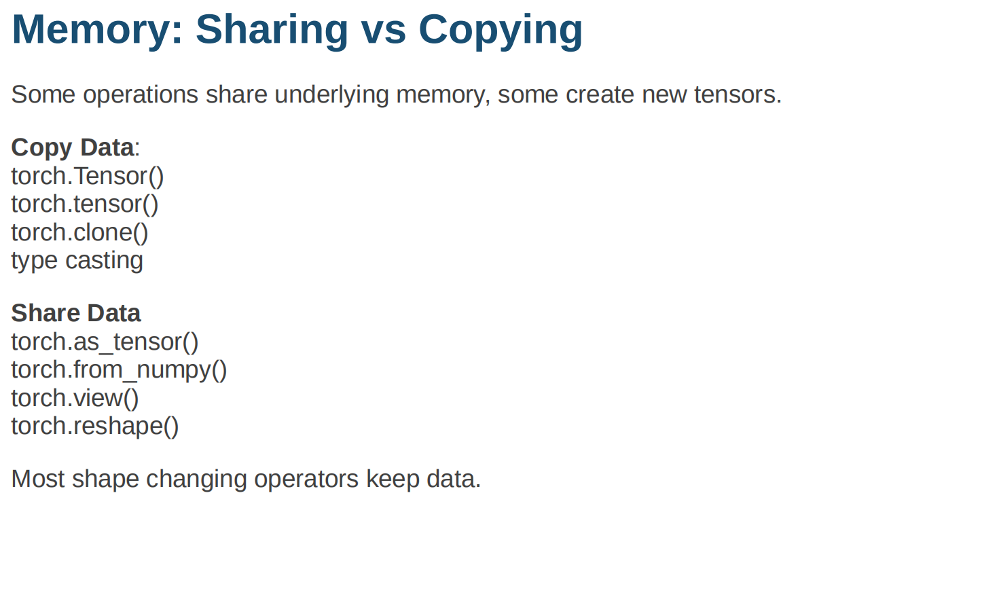 Memory: Sharing vs Copying
Some operations share underlying memory, some create new tensors.
Copy Data:
torch.Tensor()
torch.tensor()
torch.clone()
type casting
Share Data
torch.as_tensor()
torch.from_numpy()
torch.view()
torch.reshape()
Most shape changing operators keep data.